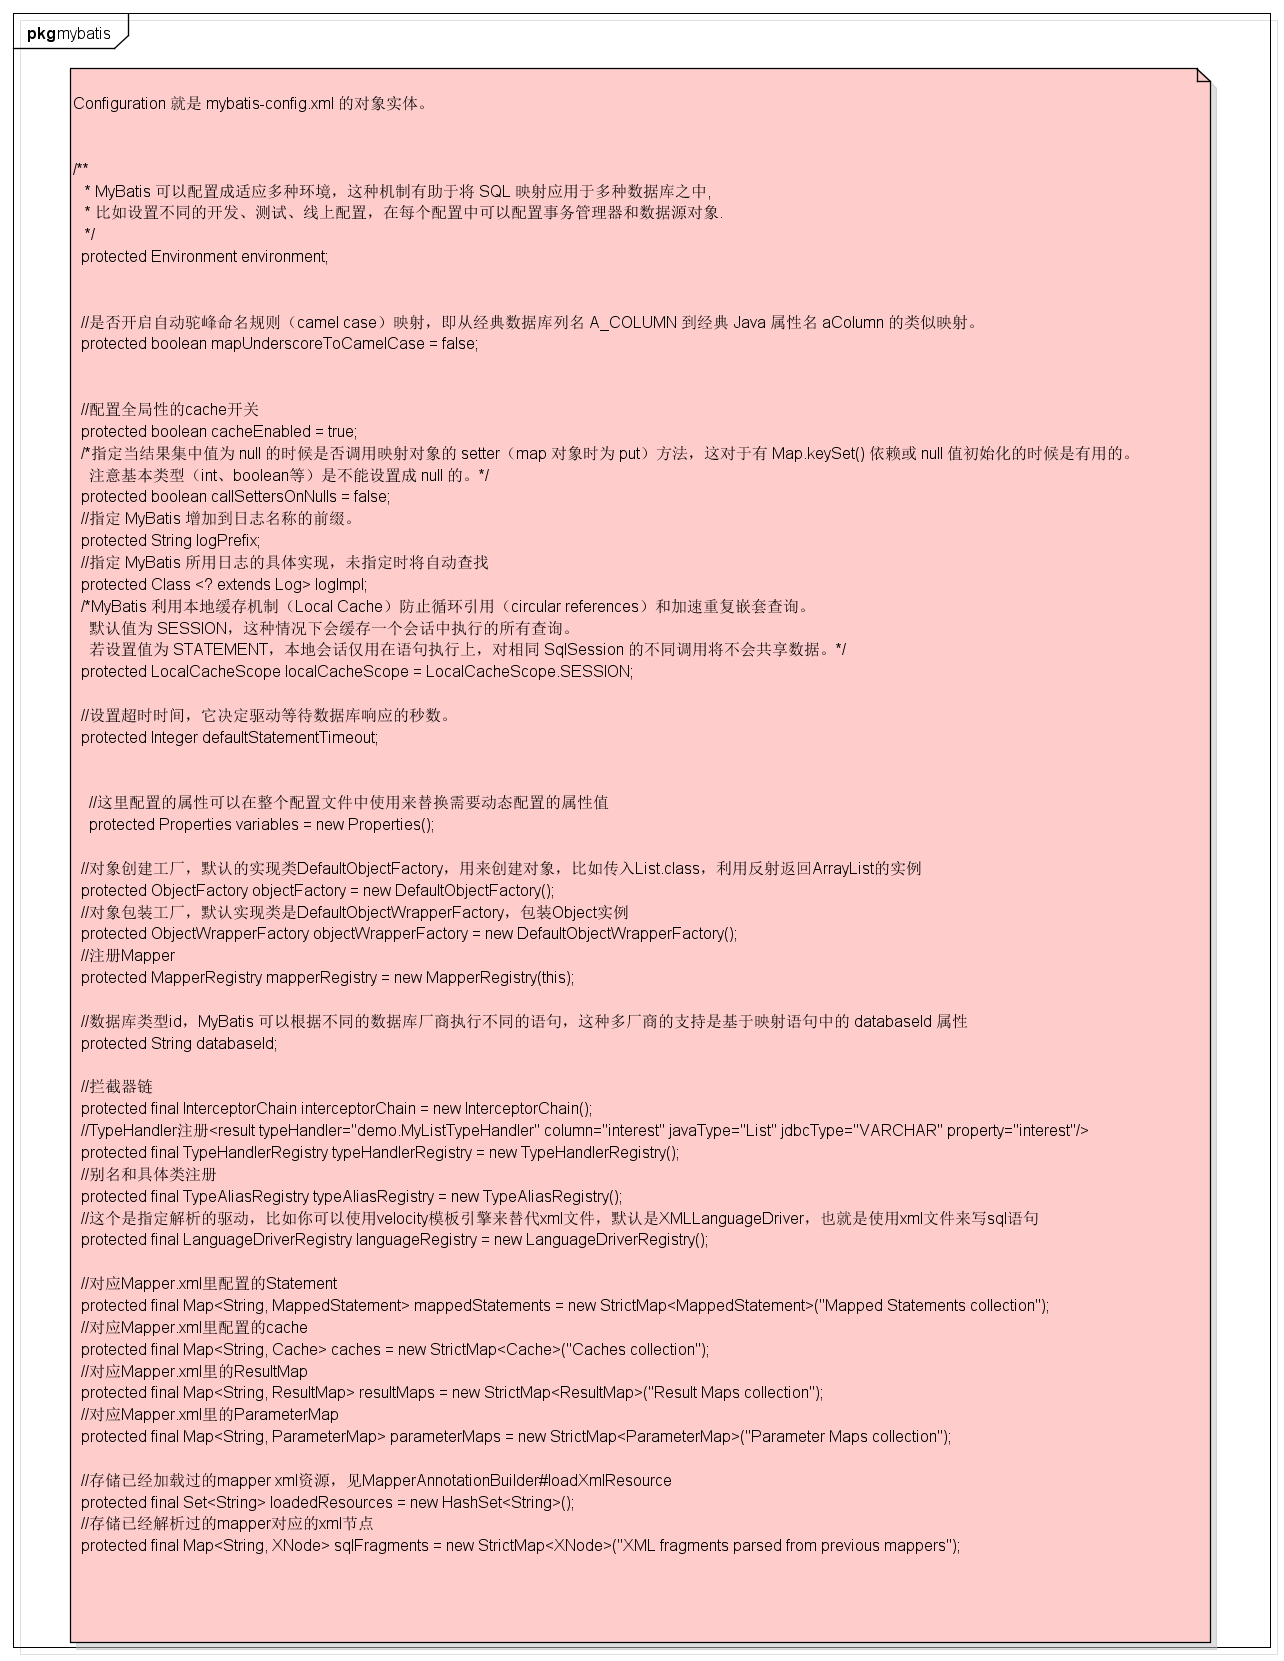 pkg mybatis
Configuration 就是 mybatis-config.xml 的对象实体。
/**
* MyBatis 可以配置成适应多种环境，这种机制有助于将 SQL 映射应用于多种数据库之中,
* 比如设置不同的开发、测试、线上配置，在每个配置中可以配置事务管理器和数据源对象.
*/
protected Environment environment;
//是否开启自动驼峰命名规则（camel case）映射，即从经典数据库列名 A_COLUMN 到经典 Java 属性名 aColumn 的类似映射。
protected boolean mapUnderscoreToCamelCase = false;
//配置全局性的cache开关
protected boolean cacheEnabled = true;
/*指定当结果集中值为 null 的时候是否调用映射对象的 setter（map 对象时为 put）方法，这对于有 Map.keySet() 依赖或 null 值初始化的时候是有用的。
注意基本类型（int、boolean等）是不能设置成 null 的。*/
protected boolean callSettersOnNulls = false;
//指定 MyBatis 增加到日志名称的前缀。
protected String logPrefix;
//指定 MyBatis 所用日志的具体实现，未指定时将自动查找
protected Class <? extends Log> logImpl;
/*MyBatis 利用本地缓存机制（Local Cache）防止循环引用（circular references）和加速重复嵌套查询。
默认值为 SESSION，这种情况下会缓存一个会话中执行的所有查询。
若设置值为 STATEMENT，本地会话仅用在语句执行上，对相同 SqlSession 的不同调用将不会共享数据。*/
protected LocalCacheScope localCacheScope = LocalCacheScope.SESSION;
//设置超时时间，它决定驱动等待数据库响应的秒数。
protected Integer defaultStatementTimeout;
//这里配置的属性可以在整个配置文件中使用来替换需要动态配置的属性值
protected Properties variables = new Properties();
//对象创建工厂，默认的实现类DefaultObjectFactory，用来创建对象，比如传入List.class，利用反射返回ArrayList的实例
protected ObjectFactory objectFactory = new DefaultObjectFactory();
//对象包装工厂，默认实现类是DefaultObjectWrapperFactory，包装Object实例
protected ObjectWrapperFactory objectWrapperFactory = new DefaultObjectWrapperFactory();
//注册Mapper
protected MapperRegistry mapperRegistry = new MapperRegistry(this);
//数据库类型id，MyBatis 可以根据不同的数据库厂商执行不同的语句，这种多厂商的支持是基于映射语句中的 databaseId 属性
protected String databaseId;
//拦截器链
protected final InterceptorChain interceptorChain = new InterceptorChain();
//TypeHandler注册<result typeHandler="demo.MyListTypeHandler" column="interest" javaType="List" jdbcType="VARCHAR" property="interest"/>
protected final TypeHandlerRegistry typeHandlerRegistry = new TypeHandlerRegistry();
//别名和具体类注册
protected final TypeAliasRegistry typeAliasRegistry = new TypeAliasRegistry();
//这个是指定解析的驱动，比如你可以使用velocity模板引擎来替代xml文件，默认是XMLLanguageDriver，也就是使用xml文件来写sql语句
protected final LanguageDriverRegistry languageRegistry = new LanguageDriverRegistry();
//对应Mapper.xml里配置的Statement
protected final Map<String, MappedStatement> mappedStatements = new StrictMap<MappedStatement>("Mapped Statements collection");
//对应Mapper.xml里配置的cache
protected final Map<String, Cache> caches = new StrictMap<Cache>("Caches collection");
//对应Mapper.xml里的ResultMap
protected final Map<String, ResultMap> resultMaps = new StrictMap<ResultMap>("Result Maps collection");
//对应Mapper.xml里的ParameterMap
protected final Map<String, ParameterMap> parameterMaps = new StrictMap<ParameterMap>("Parameter Maps collection");
//存储已经加载过的mapper xml资源，见MapperAnnotationBuilder#loadXmlResource
protected final Set<String> loadedResources = new HashSet<String>();
//存储已经解析过的mapper对应的xml节点
protected final Map<String, XNode> sqlFragments = new StrictMap<XNode>("XML fragments parsed from previous mappers");